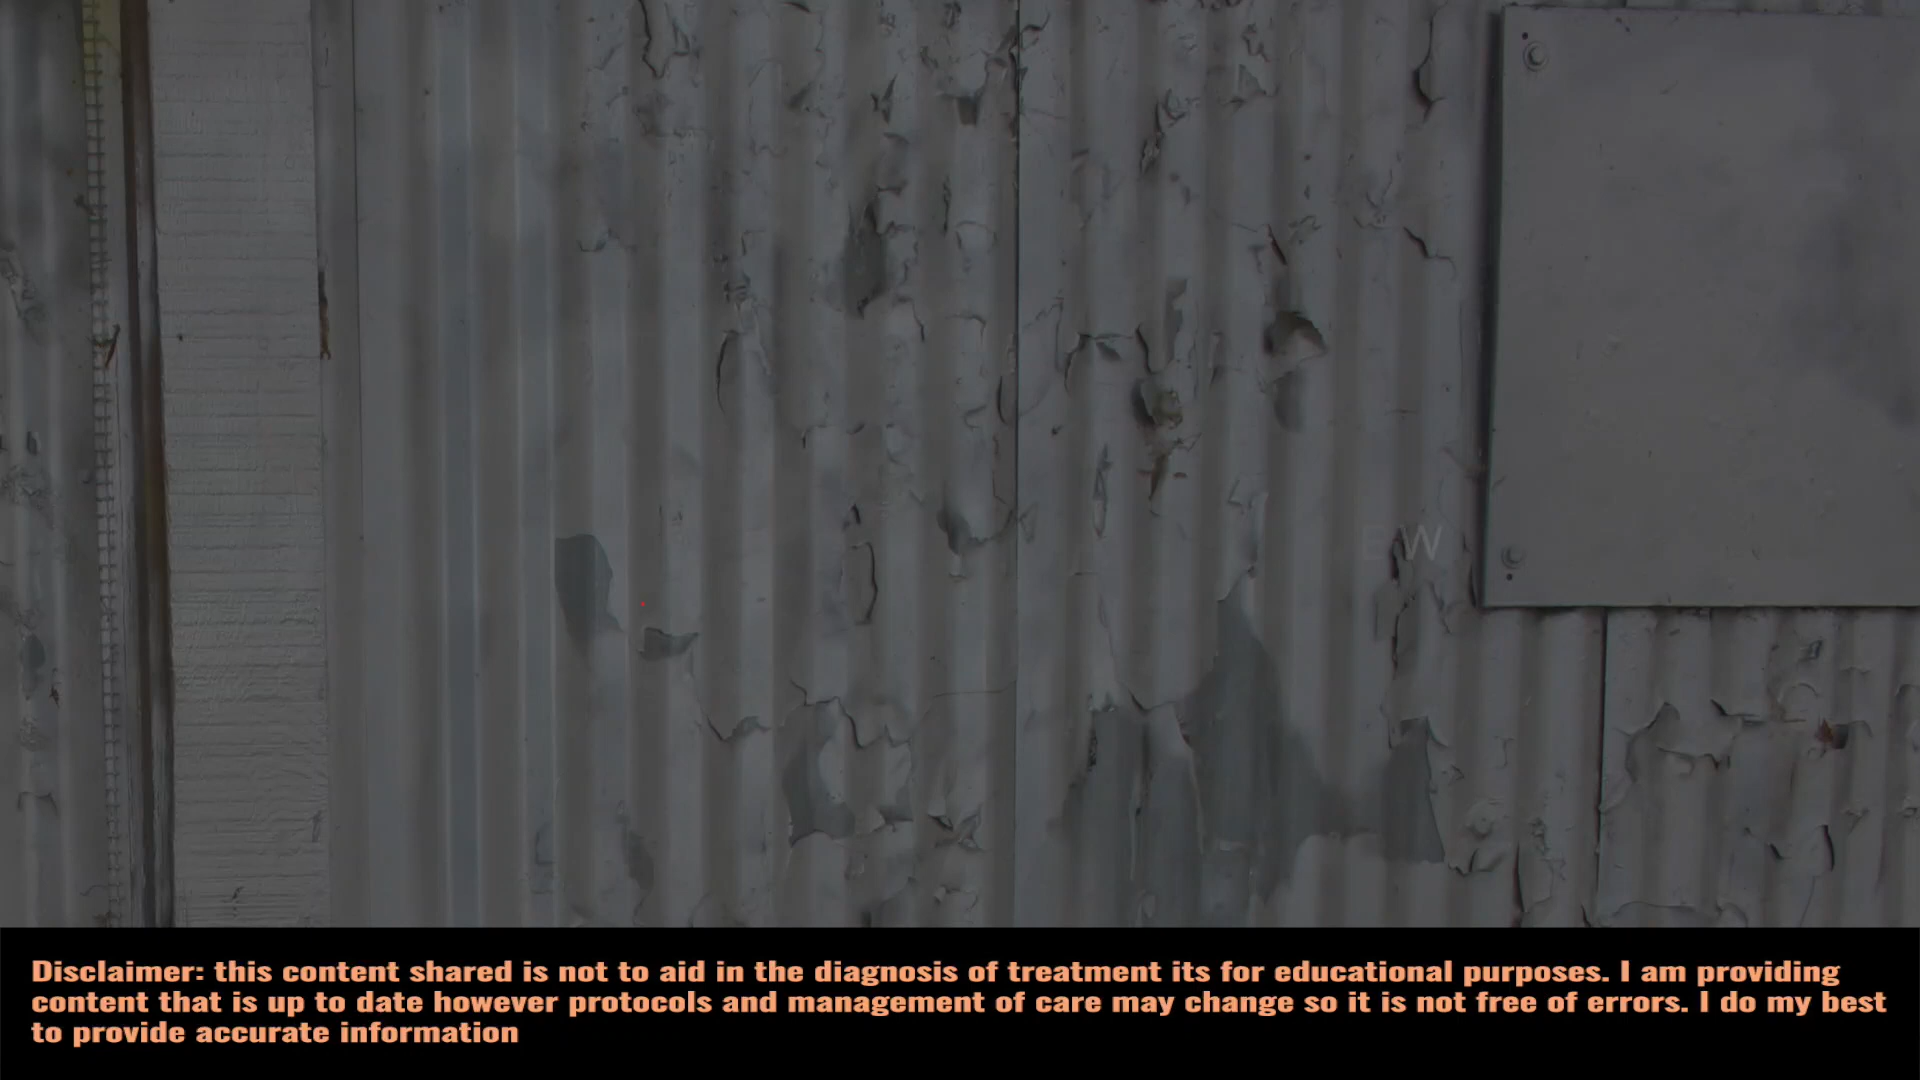 E W
Disclaimer: this content shared is not to aid in the diagnosis of treatment its for educational purposes. I am providing
content that is up to date however protocols and management of care may change so it is not free of errors. I do my best
to provide accurate information